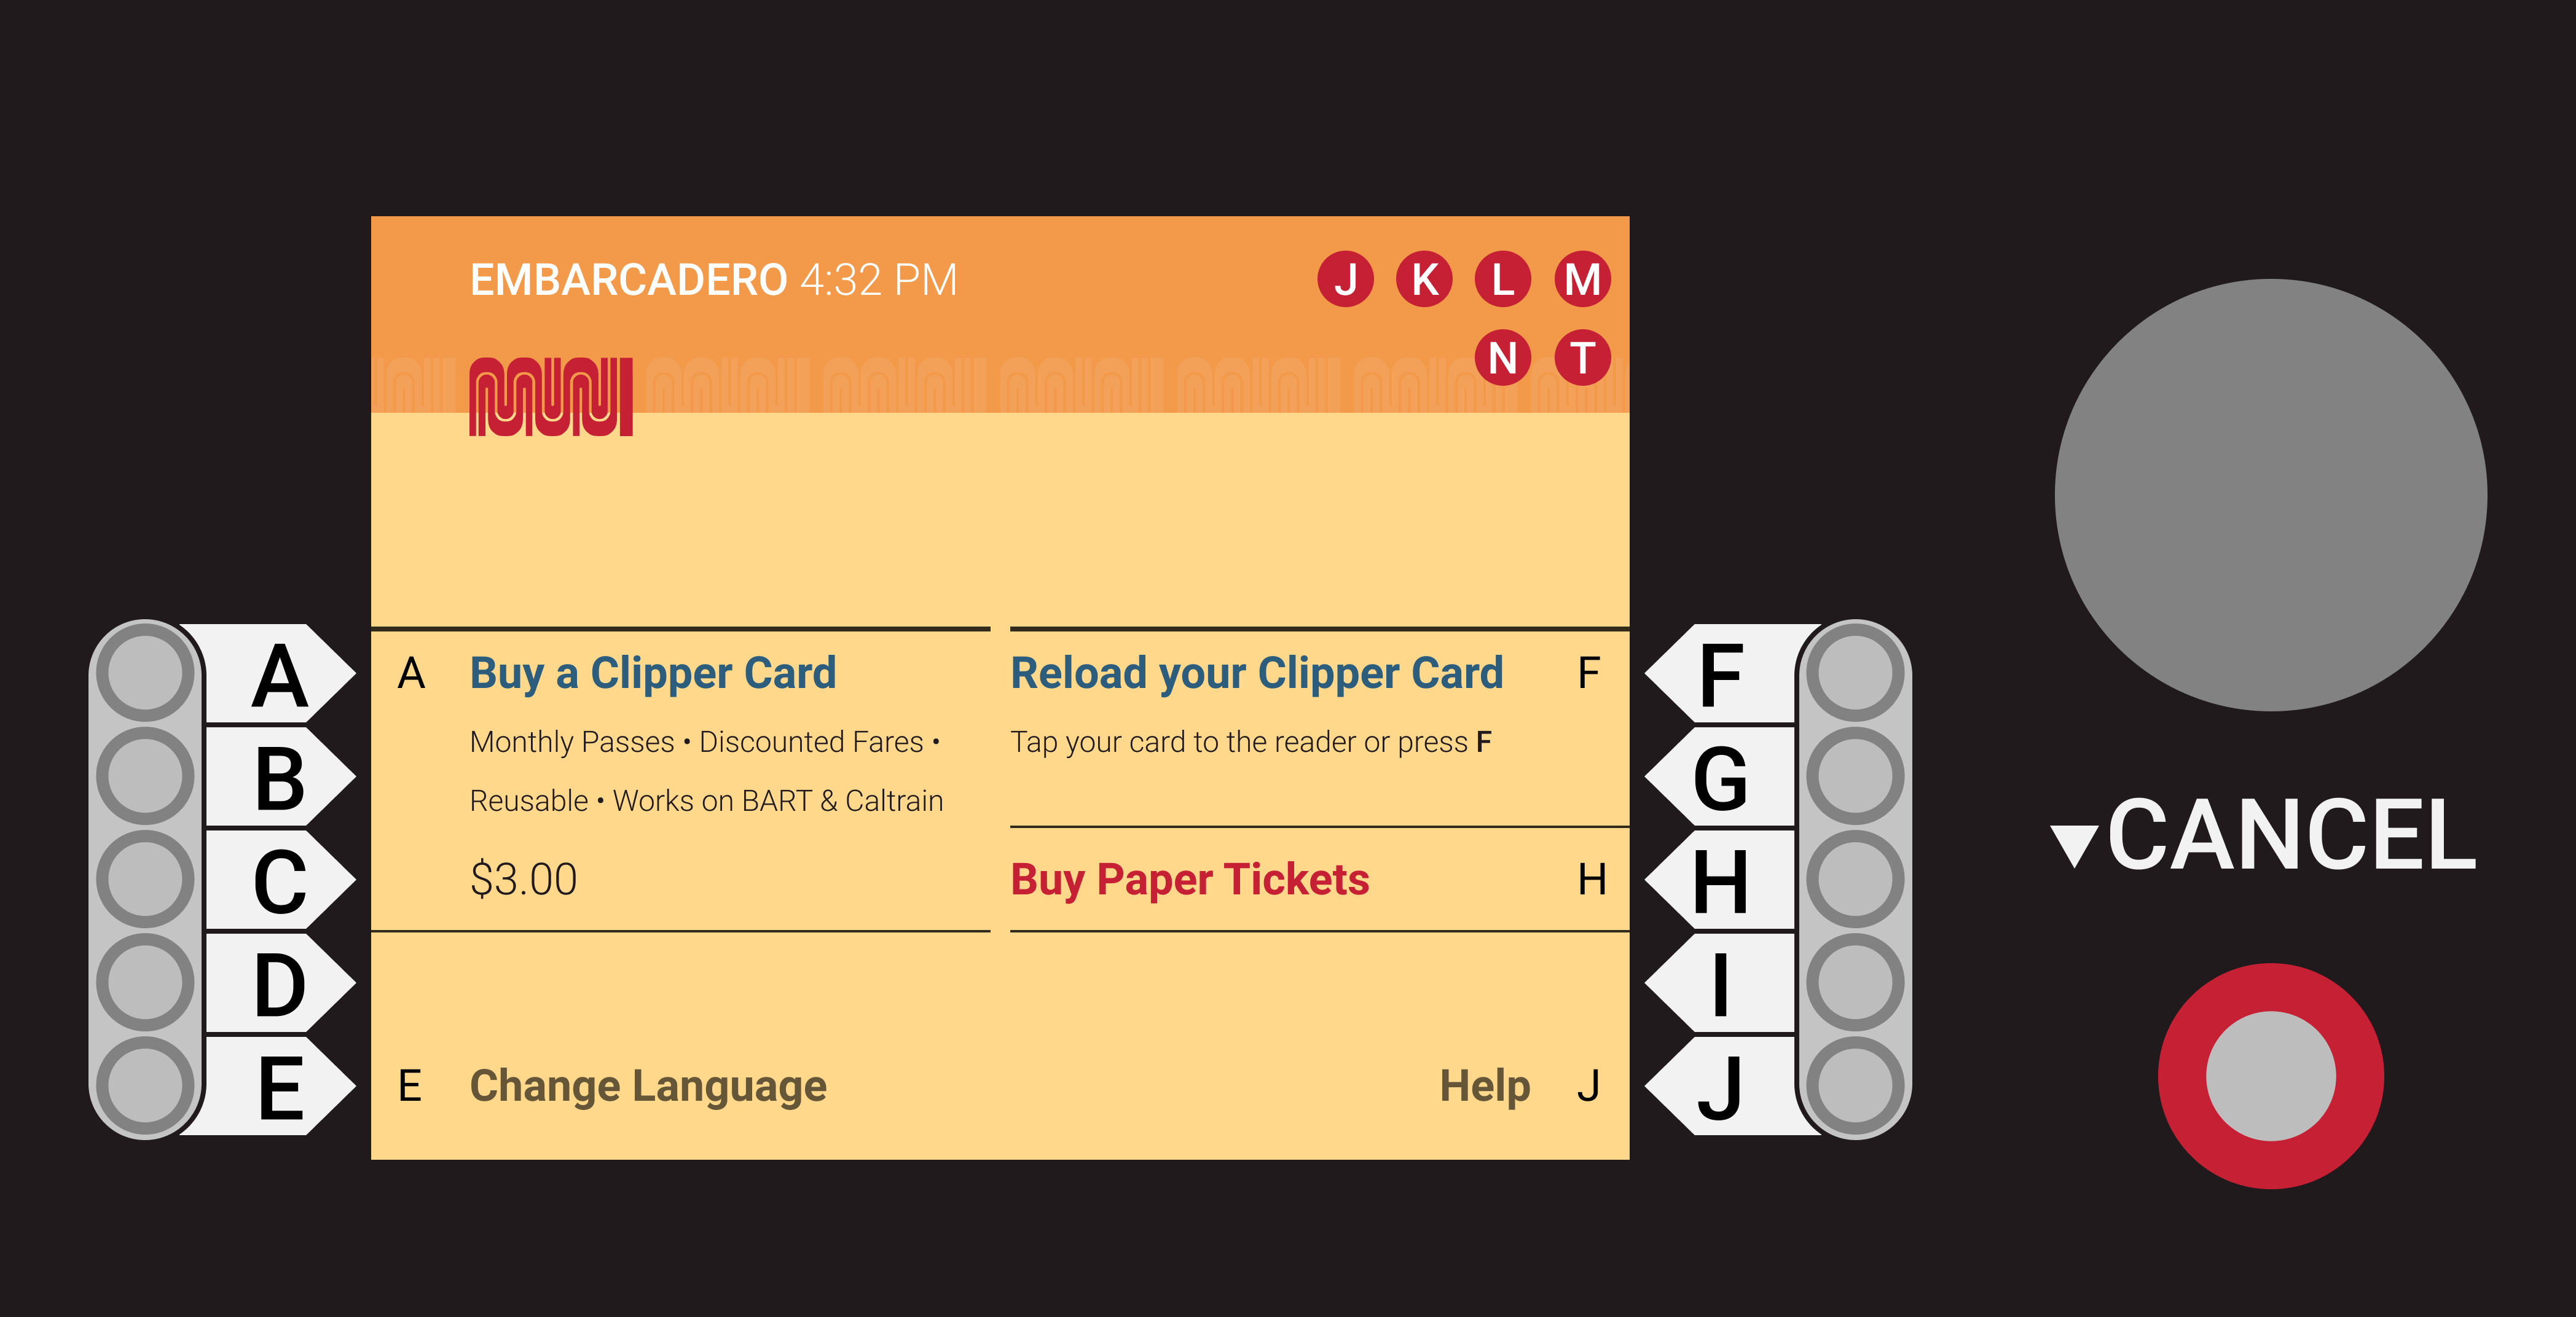 EMBARCADERO 4:32 PM
J K L M
N T
MUNI
A Buy a Clipper Card
Monthly Passes • Discounted Fares •
Reusable • Works on BART & Caltrain
$3.00
Reload your Clipper Card F
Tap your card to the reader or press F
Buy Paper Tickets H
E Change Language
Help J
A
B
C
D
E
F
G
H
I
J
▼CANCEL